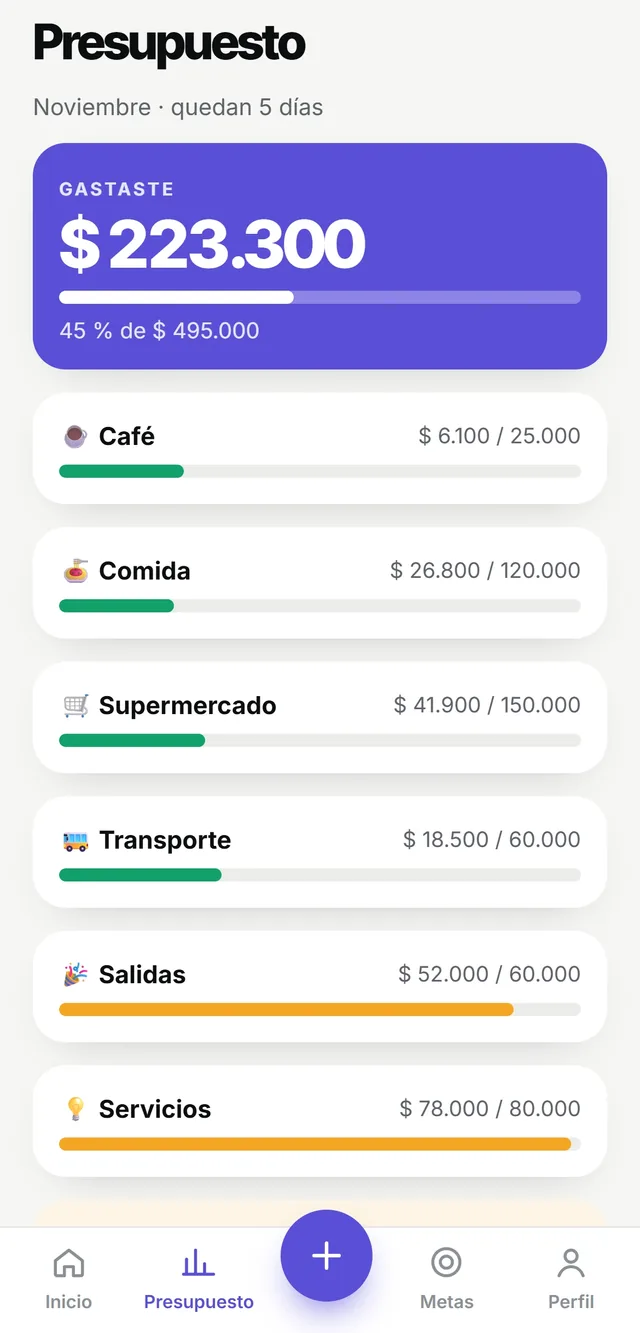 Presupuesto
Noviembre · quedan 5 días
GASTASTE
$ 223.300
45 % de $ 495.000
Café $ 6.100 / 25.000
Comida $ 26.800 / 120.000
Supermercado $ 41.900 / 150.000
Transporte $ 18.500 / 60.000
Salidas $ 52.000 / 60.000
Servicios $ 78.000 / 80.000
Inicio Presupuesto + Metas Perfil